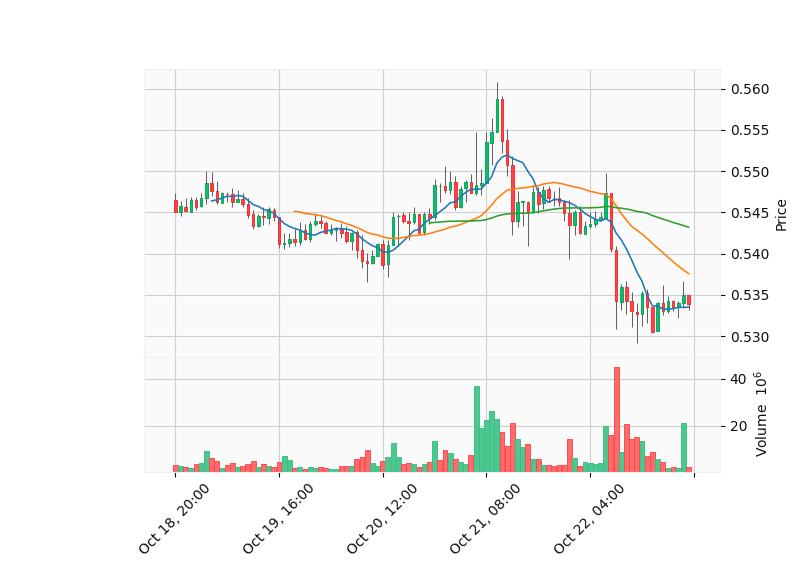 0.560
0.555
0.550
0.545
0.540
0.535
0.530
Price
40
20
Volume 10^6
Oct 18, 20:00
Oct 19, 16:00
Oct 20, 12:00
Oct 21, 08:00
Oct 22, 04:00